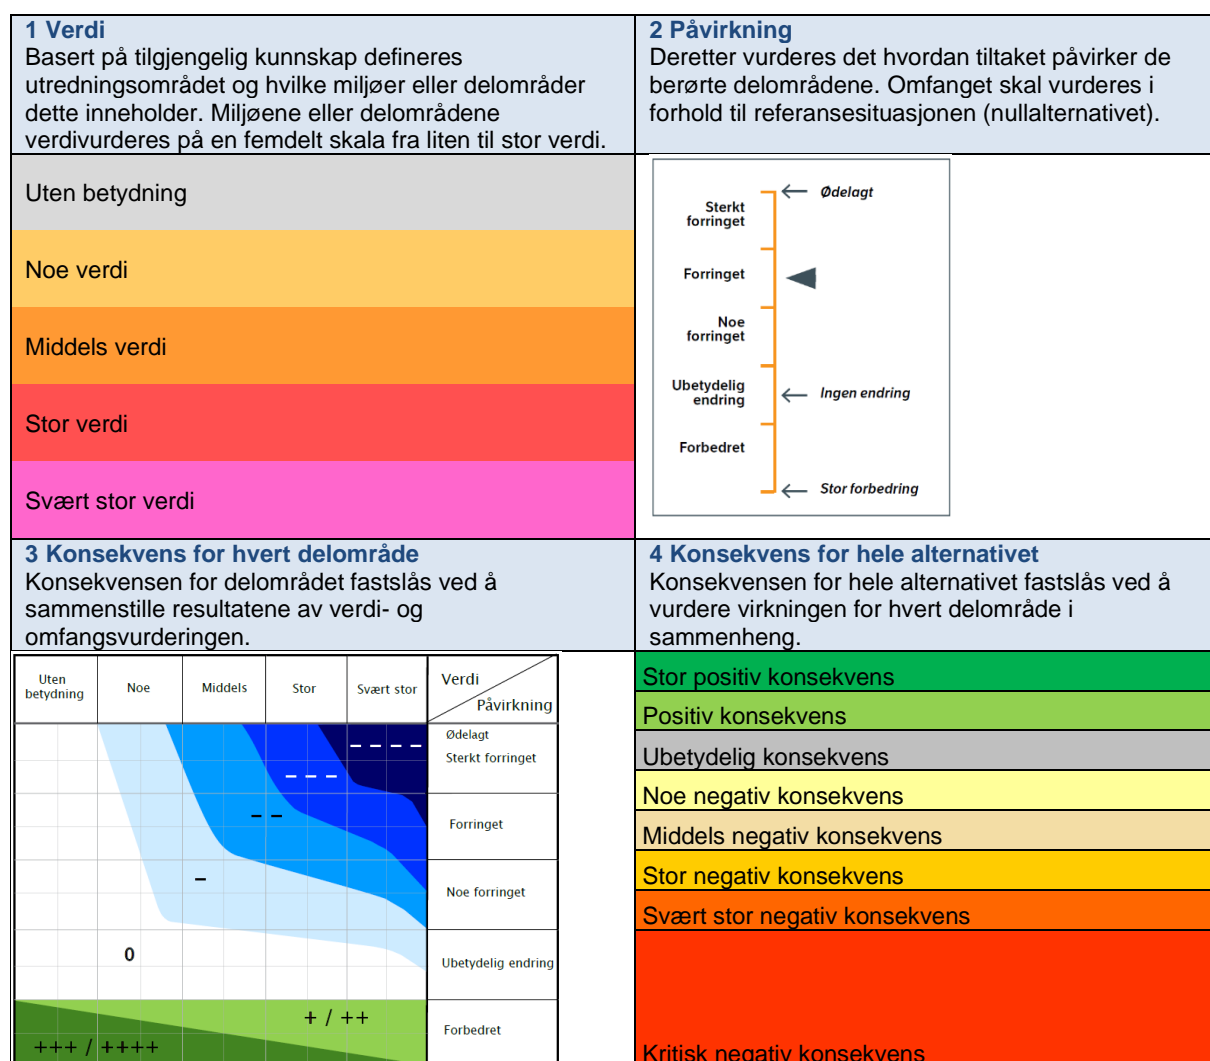 1 Verdi
Basert på tilgjengelig kunnskap defineres
utredningsområdet og hvilke miljøer eller delområder
dette inneholder. Miljøene eller delområdene
verdivurderes på en femdelt skala fra liten til stor verdi.
2 Påvirkning
Deretter vurderes det hvordan tiltaket påvirker de
berørte delområdene. Omfanget skal vurderes i
forhold til referansesituasjonen (nullalternativet).
Uten betydning
Noe verdi
Middels verdi
Stor verdi
Svært stor verdi
Ødelagt
Sterkt
forringet
Forringet
Noe
forringet
Ubetydelig
endring
Ingen endring
Forbedret
Stor forbedring
3 Konsekvens for hvert delområde
Konsekvensen for delområdet fastslås ved å
sammenstille resultatene av verdi- og
omfangsvurderingen.
4 Konsekvens for hele alternativet
Konsekvensen for hele alternativet fastslås ved å
vurdere virkningen for hvert delområde i
sammenheng.
Uten
betydning
Noe
Middels
Stor
Svært stor
Verdi
Påvirkning
Ødelagt
Sterkt forringet
– – – –
– – –
– –
Forringet
–
Noe forringet
0
Ubetydelig endring
+ / ++
Forbedret
+++ / ++++
Stor positiv konsekvens
Positiv konsekvens
Ubetydelig konsekvens
Noe negativ konsekvens
Middels negativ konsekvens
Stor negativ konsekvens
Svært stor negativ konsekvens
Kritisk negativ konsekvens